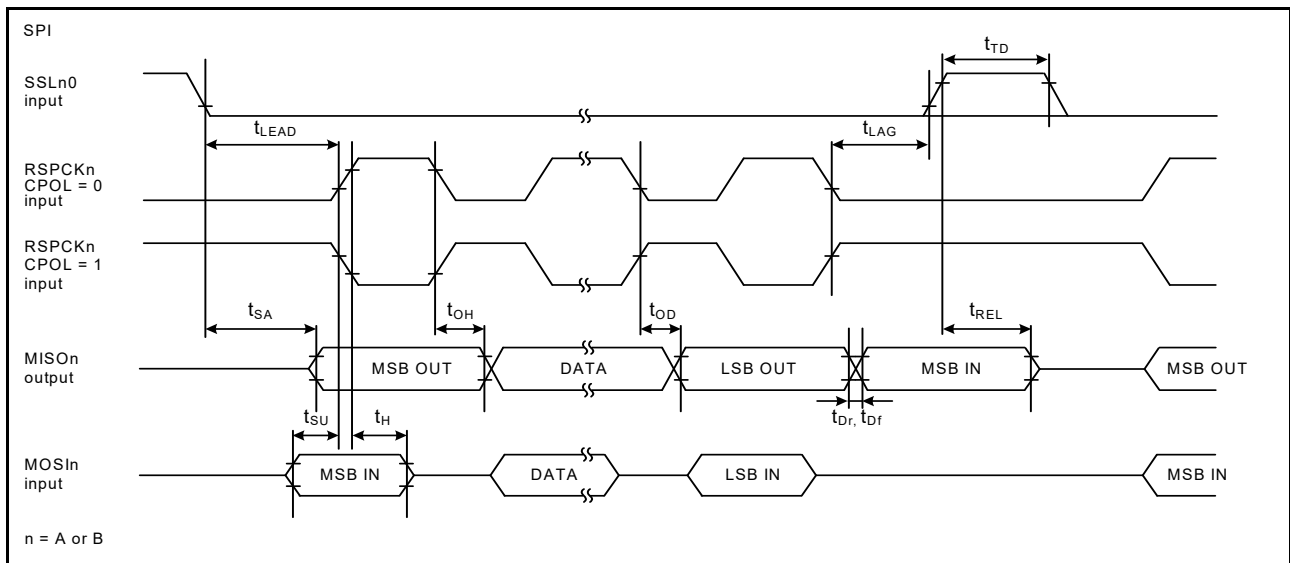 SPI
SSLn0
input
tTD
tLEAD
tLAG
RSPCKn
CPOL = 0
input
RSPCKn
CPOL = 1
input
tSA
tOH
tOD
tREL
MISOn
output
MSB OUT
DATA
LSB OUT
MSB IN
MSB OUT
tSU
tH
tDr, tDf
MOSIn
input
MSB IN
DATA
LSB IN
MSB IN
n = A or B